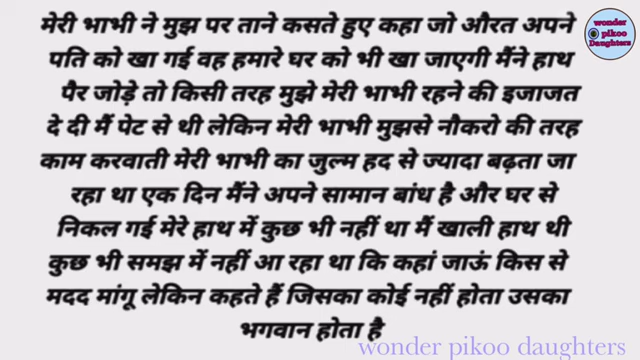 मेरी भाभी ने मुझ पर ताने कसते हुए कहा जो औरत अपने
पति को खा गई वह हमारे घर को भी खा जाएगी मैंने हाथ
पैर जोड़े तो किसी तरह मुझे मेरी भाभी रहने की इजाजत
दे दी मैं पेट से थी लेकिन मेरी भाभी मुझसे नौकरो की तरह
काम करवाती मेरी भाभी का जुल्म हद से ज्यादा बढ़ता जा
रहा था एक दिन मैंने अपने सामान बांध है और घर से
निकल गई मेरे हाथ में कुछ भी नहीं था मैं खाली हाथ थी
कुछ भी समझ में नहीं आ रहा था कि कहां जाऊं किस से
मदद मांगू लेकिन कहते हैं जिसका कोई नहीं होता उसका
भगवान होता है
wonder
pikoo
Daughters
wonder pikoo daughters